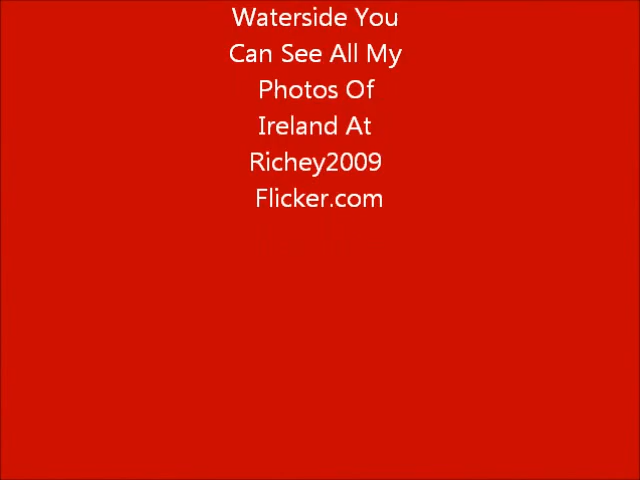 Waterside You
Can See All My
Photos Of
Ireland At
Richey2009
Flicker.com